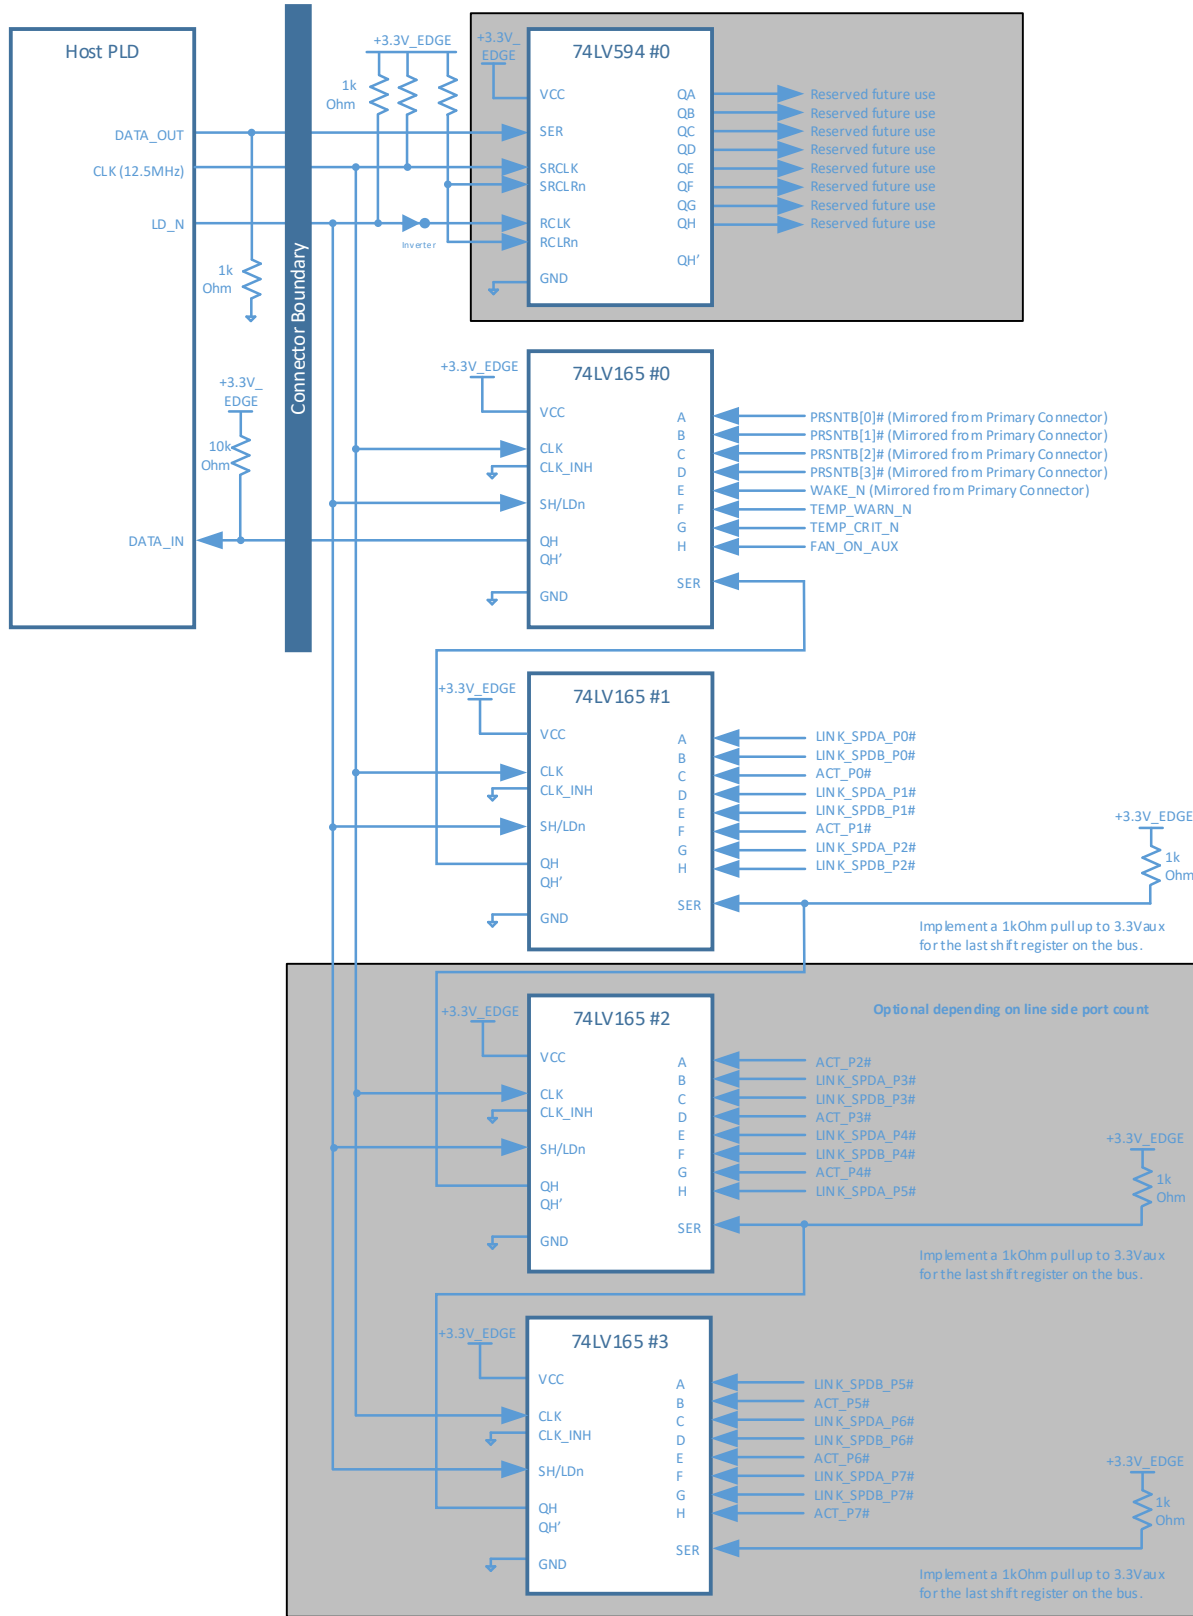 Host PLD
DATA_OUT
CLK (12.5MHz)
LD_N
1k
Ohm
+3.3V_
EDGE
10k
Ohm
DATA_IN
Connector Boundary
+3.3V_EDGE
1k
Ohm
Inverter
+3.3V_
EDGE
74LV594 #0
VCC
SER
SRCLK
SRCLRn
RCLK
RCLRn
GND
QA
QB
QC
QD
QE
QF
QG
QH
QH'
Reserved future use
Reserved future use
Reserved future use
Reserved future use
Reserved future use
Reserved future use
Reserved future use
Reserved future use
+3.3V_EDGE
74LV165 #0
VCC
CLK
CLK_INH
SH/LDn
QH
QH'
GND
A
B
C
D
E
F
G
H
SER
PRSNTB[0]# (Mirrored from Primary Connector)
PRSNTB[1]# (Mirrored from Primary Connector)
PRSNTB[2]# (Mirrored from Primary Connector)
PRSNTB[3]# (Mirrored from Primary Connector)
WAKE_N (Mirrored from Primary Connector)
TEMP_WARN_N
TEMP_CRIT_N
FAN_ON_AUX
+3.3V_EDGE
74LV165 #1
VCC
CLK
CLK_INH
SH/LDn
QH
QH'
GND
A
B
C
D
E
F
G
H
SER
LINK_SPDA_P0#
LINK_SPDB_P0#
ACT_P0#
LINK_SPDA_P1#
LINK_SPDB_P1#
ACT_P1#
LINK_SPDA_P2#
LINK_SPDB_P2#
+3.3V_EDGE
1k
Ohm
Implement a 1kOhm pull up to 3.3Vaux
for the last shift register on the bus.
Optional depending on line side port count
+3.3V_EDGE
74LV165 #2
VCC
CLK
CLK_INH
SH/LDn
QH
QH'
GND
A
B
C
D
E
F
G
H
SER
ACT_P2#
LINK_SPDA_P3#
LINK_SPDB_P3#
ACT_P3#
LINK_SPDA_P4#
LINK_SPDB_P4#
ACT_P4#
LINK_SPDA_P5#
+3.3V_EDGE
1k
Ohm
Implement a 1kOhm pull up to 3.3Vaux
for the last shift register on the bus.
+3.3V_EDGE
74LV165 #3
VCC
CLK
CLK_INH
SH/LDn
QH
QH'
GND
A
B
C
D
E
F
G
H
SER
LINK_SPDB_P5#
ACT_P5#
LINK_SPDA_P6#
LINK_SPDB_P6#
ACT_P6#
LINK_SPDA_P7#
LINK_SPDB_P7#
ACT_P7#
+3.3V_EDGE
1k
Ohm
Implement a 1kOhm pull up to 3.3Vaux
for the last shift register on the bus.